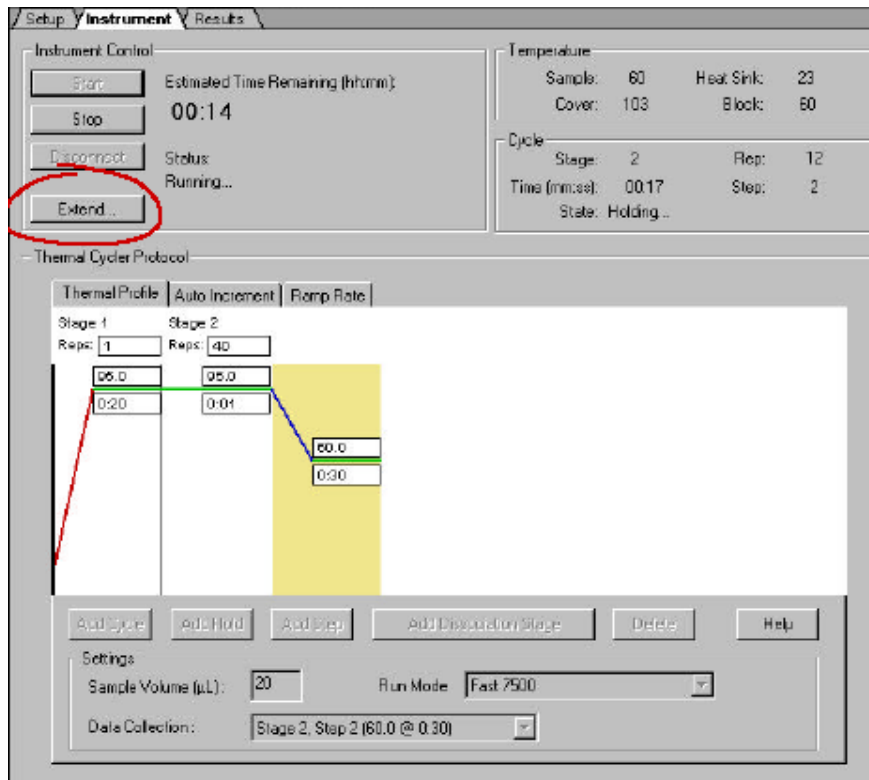 Setup Instrument Results
Instrument Control
Start
Estimated Time Remaining (hh:mm):
00:14
Stop
Disconnect
Status:
Running...
Extend...
Temperature
Sample: 60 Heat Sink: 23
Cover: 103 Block: 60
Cycle
Stage: 2 Rep: 12
Time (mm:ss): 00:17 Step: 2
State: Holding...
Thermal Cycler Protocol
Thermal Profile Auto Increment Ramp Rate
Stage 1 Stage 2
Reps: 1 Reps: 40
95.0 95.0
0:20 0:01
60.0
0:30
Add Cycle Add Hold Add Step Add Dissociation Stage Delete Help
Settings
Sample Volume (µL): 20 Run Mode Fast 7500
Data Collection: Stage 2, Step 2 (60.0 @ 0:30)